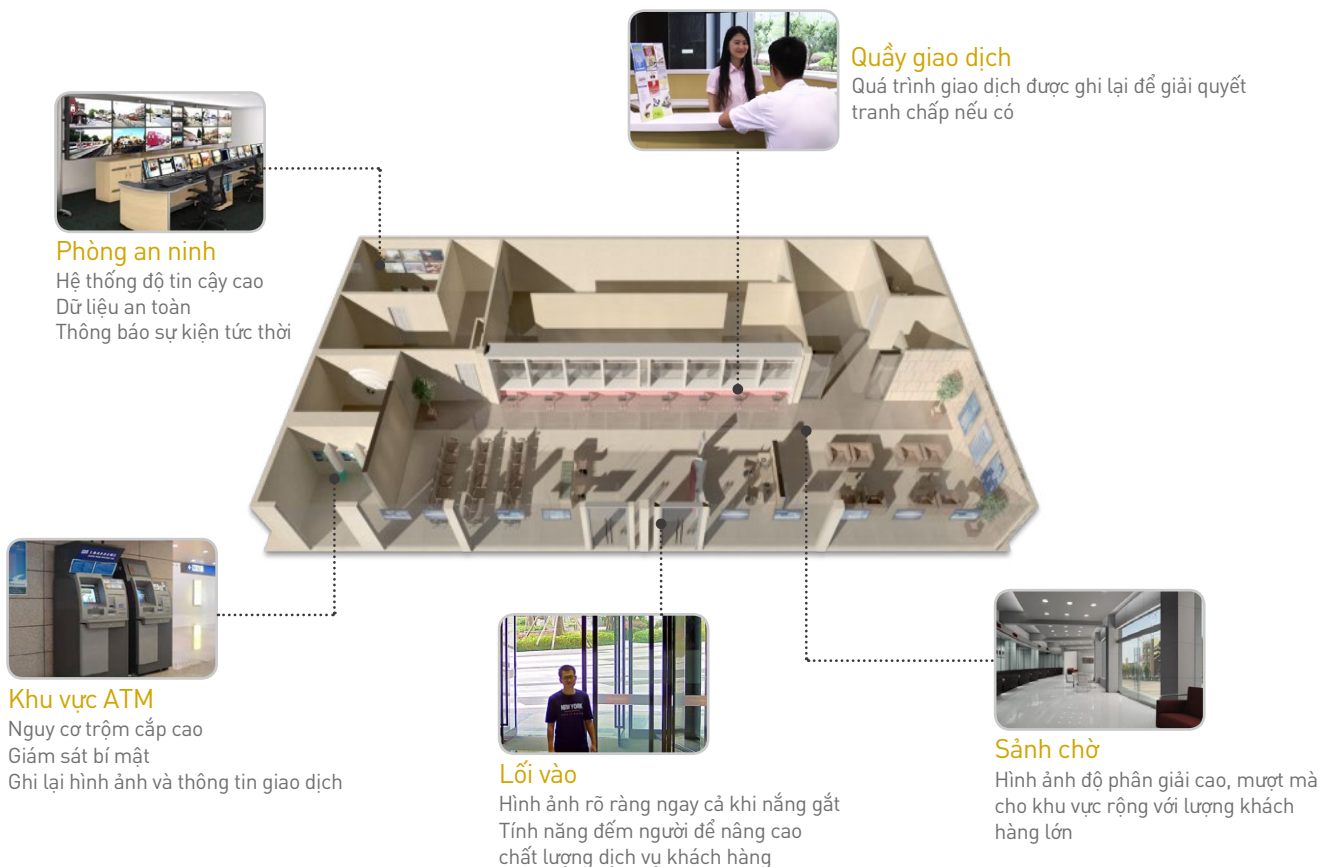 Quầy giao dịch
Quá trình giao dịch được ghi lại để giải quyết
tranh chấp nếu có
Phòng an ninh
Hệ thống độ tin cậy cao
Dữ liệu an toàn
Thông báo sự kiện tức thời
Khu vực ATM
Nguy cơ trộm cắp cao
Giám sát bí mật
Ghi lại hình ảnh và thông tin giao dịch
NEW YORK
Lối vào
Hình ảnh rõ ràng ngay cả khi nắng gắt
Tính năng đếm người để nâng cao
chất lượng dịch vụ khách hàng
Sảnh chờ
Hình ảnh độ phân giải cao, mượt mà
cho khu vực rộng với lượng khách
hàng lớn